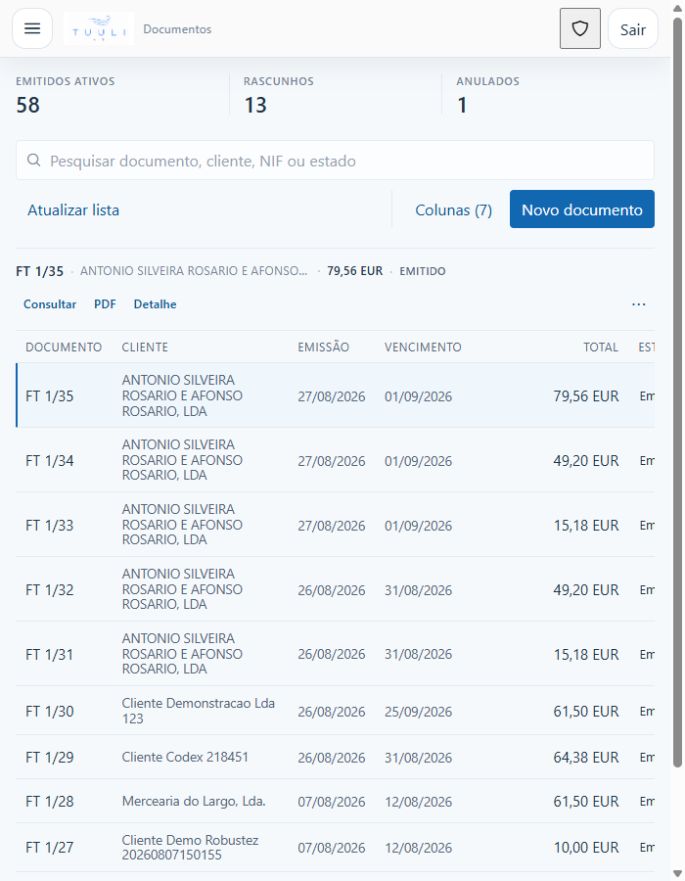 TUULI
Documentos
Sair
EMITIDOS ATIVOS
RASCUNHOS
ANULADOS
58
13
1
Pesquisar documento, cliente, NIF ou estado
Atualizar lista
Colunas (7)
Novo documento
FT 1/35 · ANTONIO SILVEIRA ROSARIO E AFONSO... · 79,56 EUR · EMITIDO
Consultar PDF Detalhe ...
DOCUMENTO CLIENTE EMISSÃO VENCIMENTO TOTAL EST
ANTONIO SILVEIRA
FT 1/35 ROSARIO E AFONSO 27/08/2026 01/09/2026 79,56 EUR Em
ROSARIO, LDA
ANTONIO SILVEIRA
FT 1/34 ROSARIO E AFONSO 27/08/2026 01/09/2026 49,20 EUR Em
ROSARIO, LDA
ANTONIO SILVEIRA
FT 1/33 ROSARIO E AFONSO 27/08/2026 01/09/2026 15,18 EUR Em
ROSARIO, LDA
ANTONIO SILVEIRA
FT 1/32 ROSARIO E AFONSO 26/08/2026 31/08/2026 49,20 EUR Em
ROSARIO, LDA
ANTONIO SILVEIRA
FT 1/31 ROSARIO E AFONSO 26/08/2026 31/08/2026 15,18 EUR Em
ROSARIO, LDA
Cliente Demonstracao Lda
FT 1/30 123 26/08/2026 25/09/2026 61,50 EUR Em
FT 1/29 Cliente Codex 218451 26/08/2026 31/08/2026 64,38 EUR Em
FT 1/28 Mercearia do Largo, Lda. 07/08/2026 12/08/2026 61,50 EUR Em
Cliente Demo Robustez
FT 1/27 20260807150155 07/08/2026 12/08/2026 10,00 EUR Em